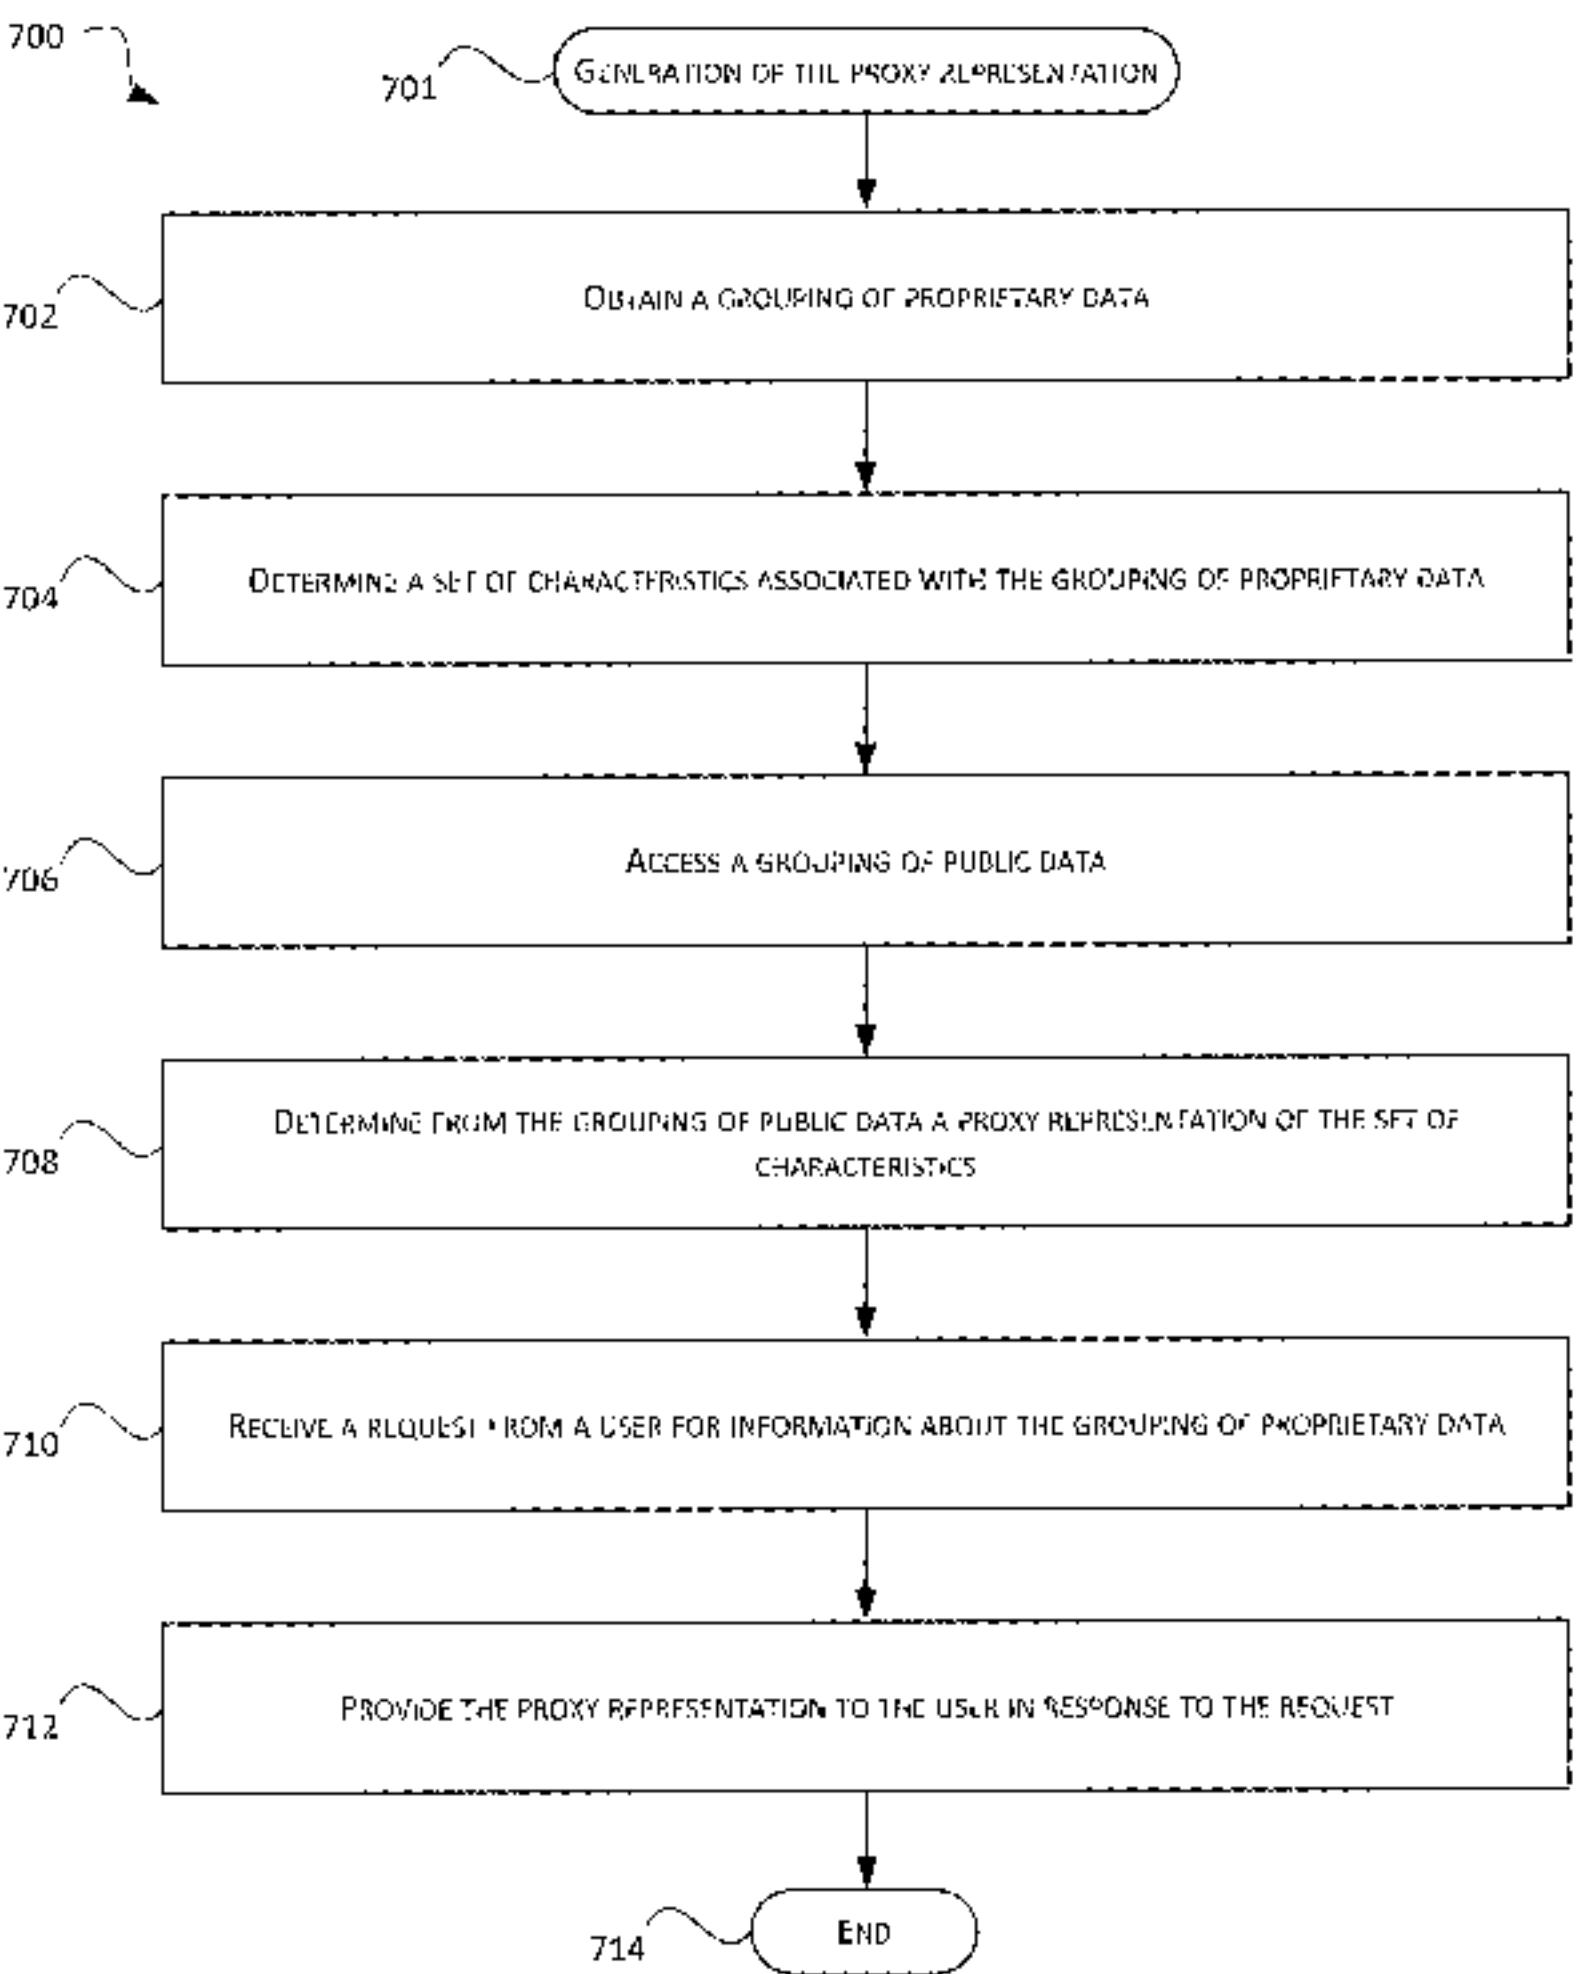 700
701
GENERATION OF THE PROXY REPRESENTATION
702
OBTAIN A GROUPING OF PROPRIETARY DATA
704
DETERMINE A SET OF CHARACTERISTICS ASSOCIATED WITH THE GROUPING OF PROPRIETARY DATA
706
ACCESS A GROUPING OF PUBLIC DATA
708
DETERMINE FROM THE GROUPING OF PUBLIC DATA A PROXY REPRESENTATION OF THE SET OF
CHARACTERISTICS
710
RECEIVE A REQUEST FROM A USER FOR INFORMATION ABOUT THE GROUPING OF PROPRIETARY DATA
712
PROVIDE THE PROXY REPRESENTATION TO THE USER IN RESPONSE TO THE REQUEST
714
END